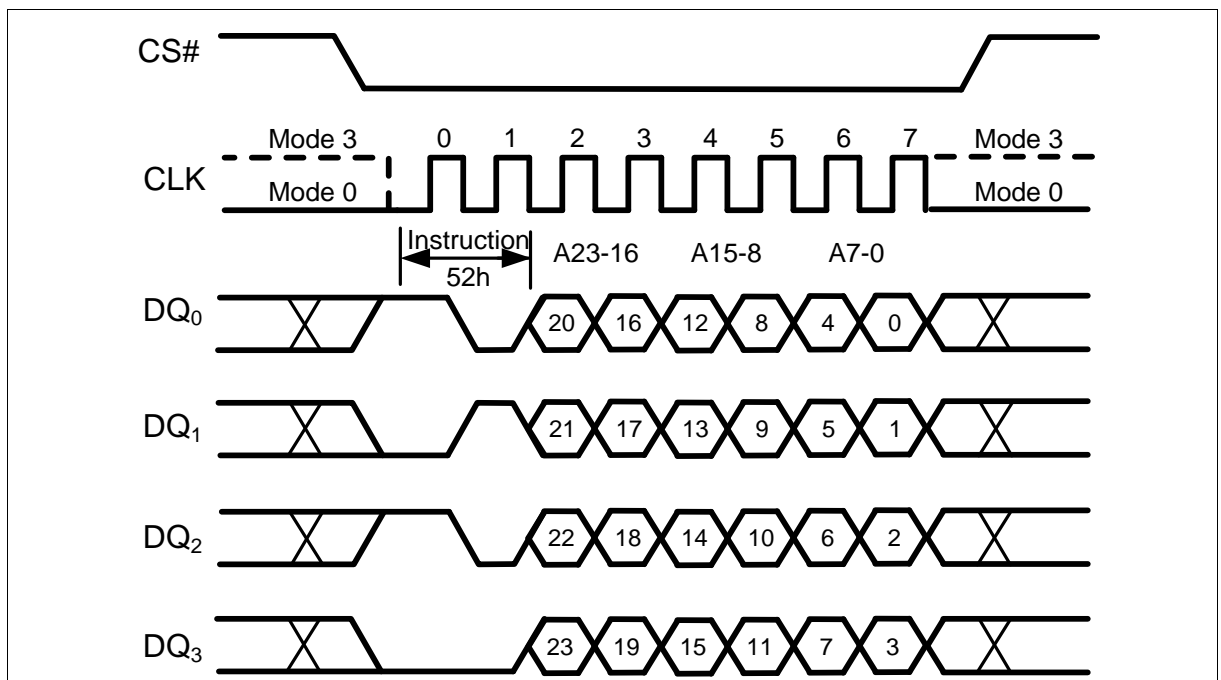 CS#
Mode 3 0 1 2 3 4 5 6 7 Mode 3
CLK
Mode 0 Mode 0
Instruction A23-16 A15-8 A7-0
52h
DQ0 20 16 12 8 4 0
DQ1 21 17 13 9 5 1
DQ2 22 18 14 10 6 2
DQ3 23 19 15 11 7 3